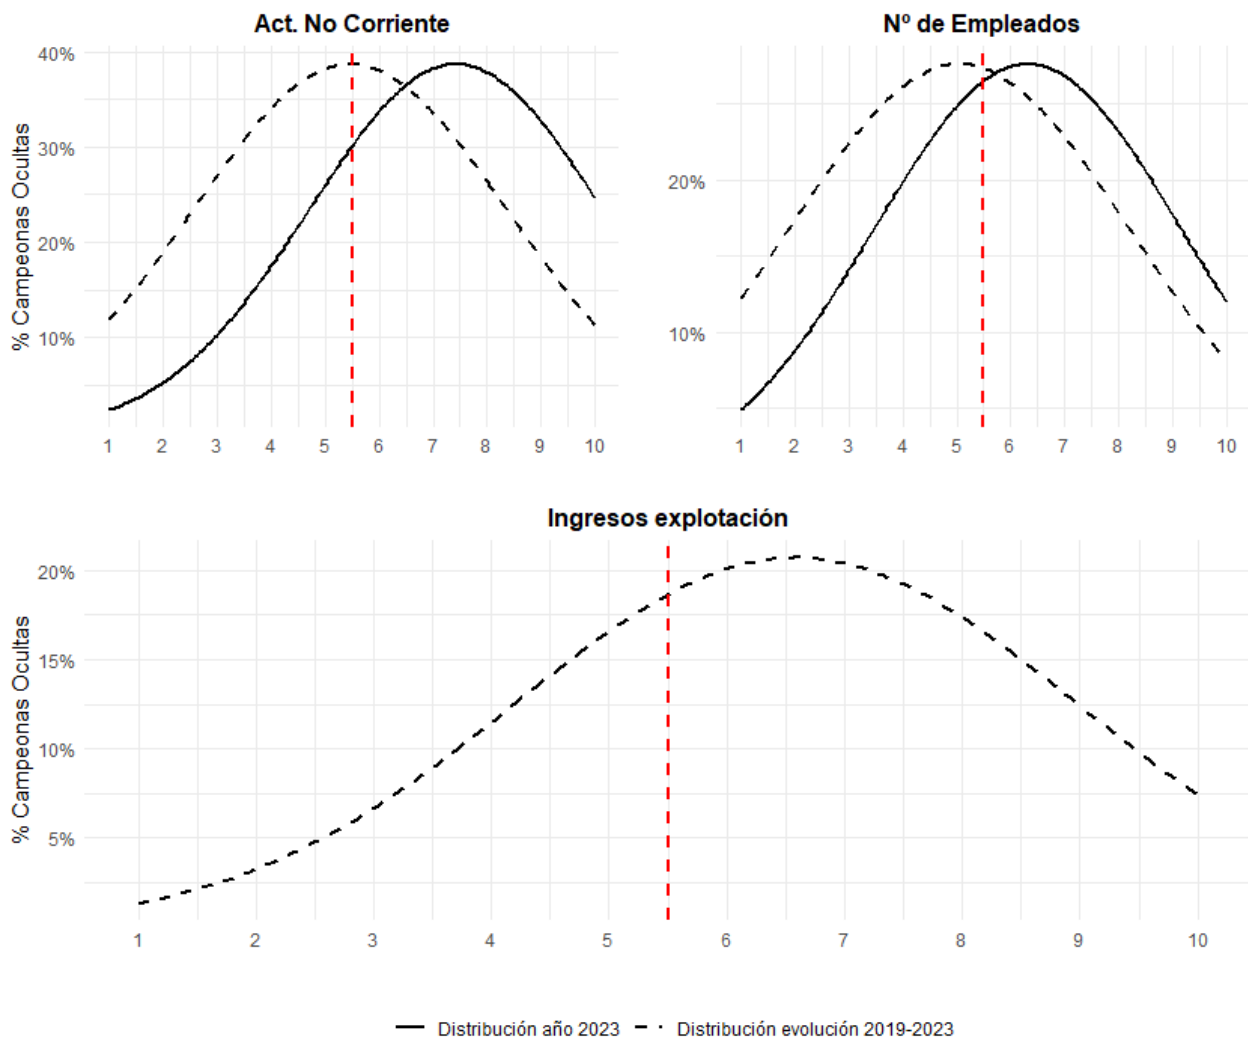 Act. No Corriente
% Campeonas Ocultas
40%
30%
20%
10%
1 2 3 4 5 6 7 8 9 10
Nº de Empleados
20%
10%
1 2 3 4 5 6 7 8 9 10
Ingresos explotación
% Campeonas Ocultas
20%
15%
10%
5%
1 2 3 4 5 6 7 8 9 10
Distribución año 2023 Distribución evolución 2019-2023